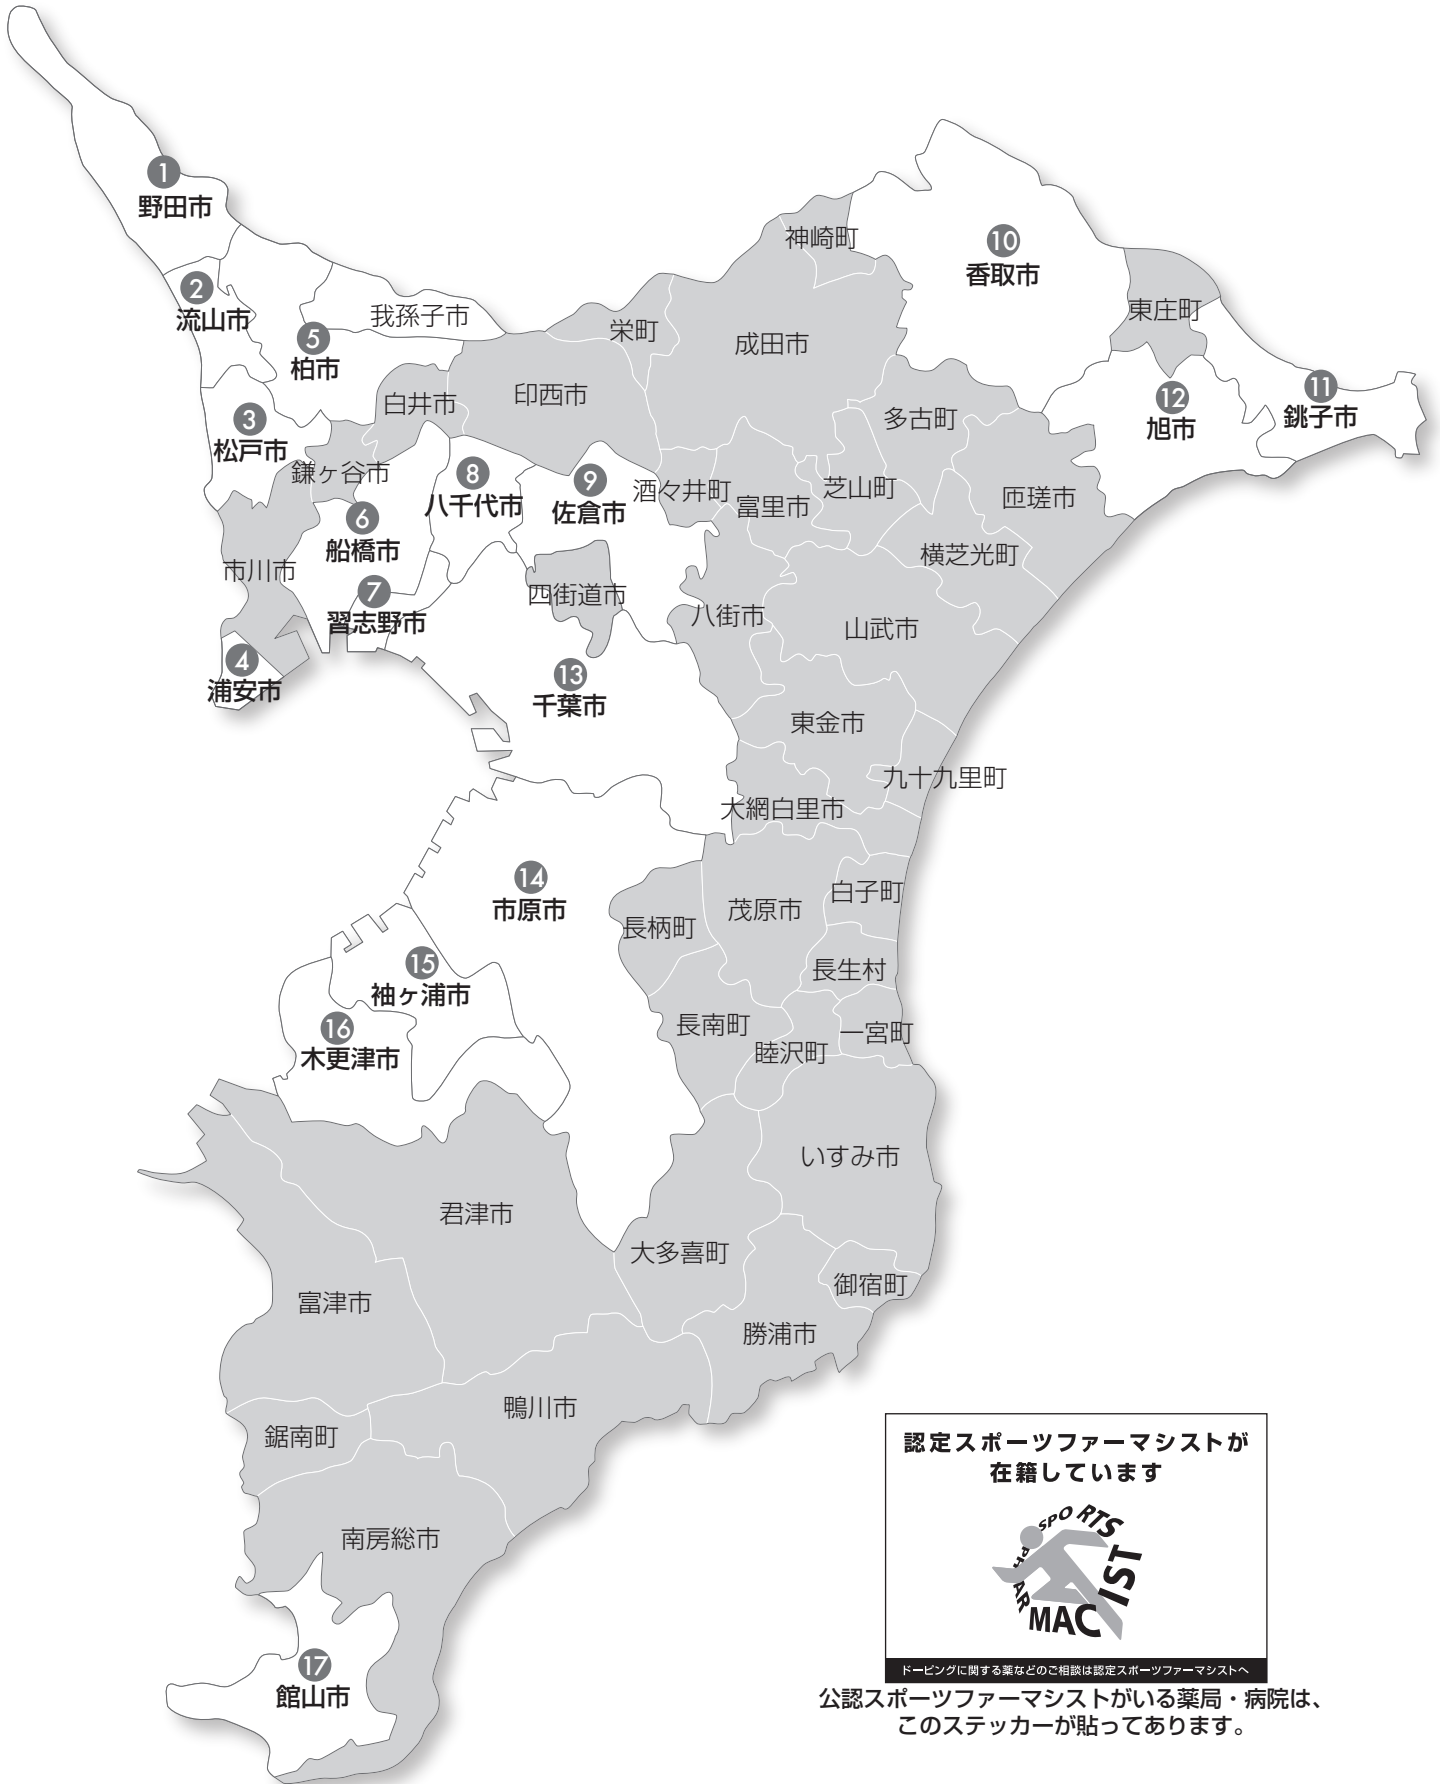 1
野田市
2
流山市
我孫子市
5
柏市
3
松戸市
4
浦安市
市川市
鎌ヶ谷市
白井市
6
船橋市
7
習志野市
8
八千代市
9
佐倉市
四街道市
印西市
栄町
成田市
神崎町
10
香取市
東庄町
11
銚子市
12
旭市
多古町
芝山町
匝瑳市
横芝光町
酒々井町
富里市
八街市
山武市
13
千葉市
東金市
九十九里町
大網白里市
14
市原市
長柄町
茂原市
白子町
長生村
15
袖ヶ浦市
16
木更津市
長南町
睦沢町
一宮町
いすみ市
君津市
大多喜町
御宿町
富津市
勝浦市
鴨川市
鋸南町
南房総市
17
館山市
認定スポーツファーマシストが
在籍しています
SPORTS
PHARMACIST
ドーピングに関する薬などのご相談は認定スポーツファーマシストへ
公認スポーツファーマシストがいる薬局・病院は、
このステッカーが貼ってあります。